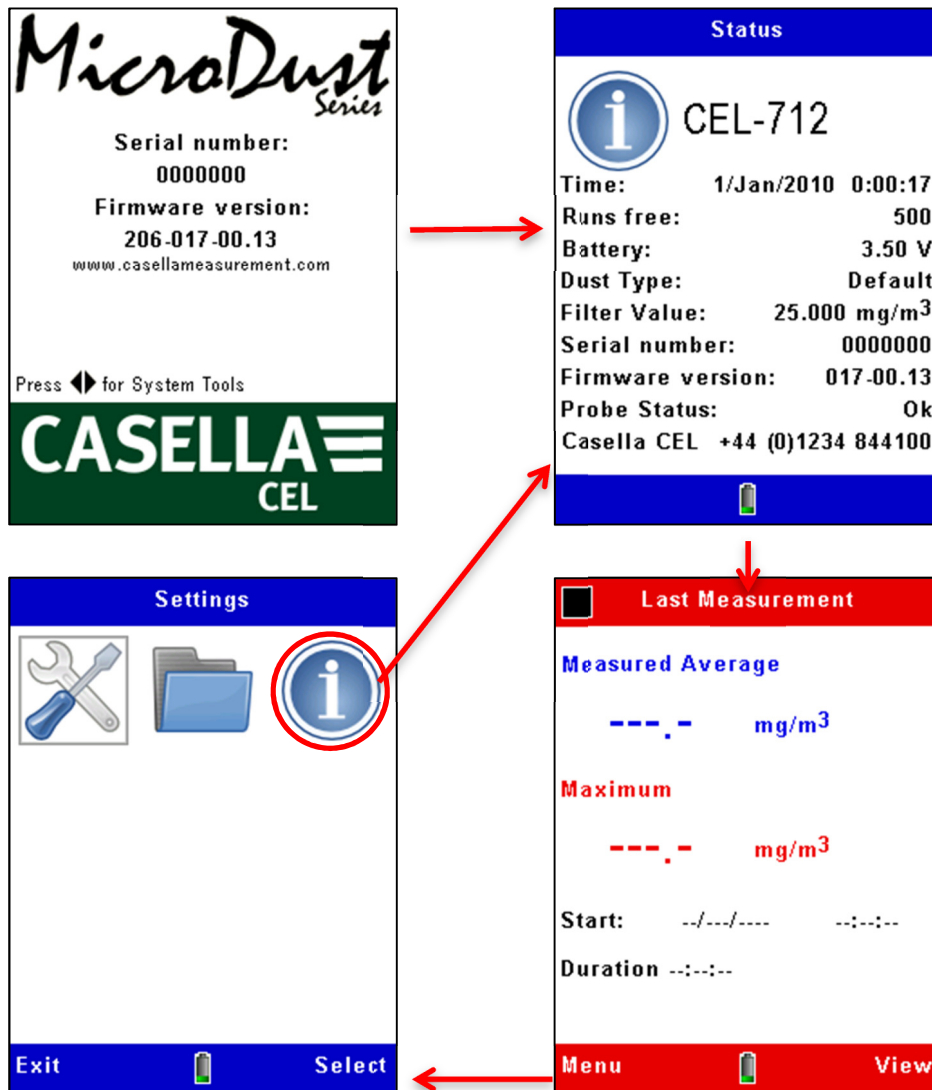 MicroDust
Series
Serial number:
0000000
Firmware version:
206-017-00.13
www.casellameasurement.com
Press ◀▶ for System Tools
CASELLA
CEL
Status
CEL-712
Time: 1/Jan/2010 0:00:17
Runs free: 500
Battery: 3.50 V
Dust Type: Default
Filter Value: 25.000 mg/m³
Serial number: 0000000
Firmware version: 017-00.13
Probe Status: Ok
Casella CEL +44 (0)1234 844100
Settings
Exit Select
Last Measurement
Measured Average
---.- mg/m³
Maximum
---.- mg/m³
Start: --/---/---- --:--:--
Duration --:--:--
Menu View